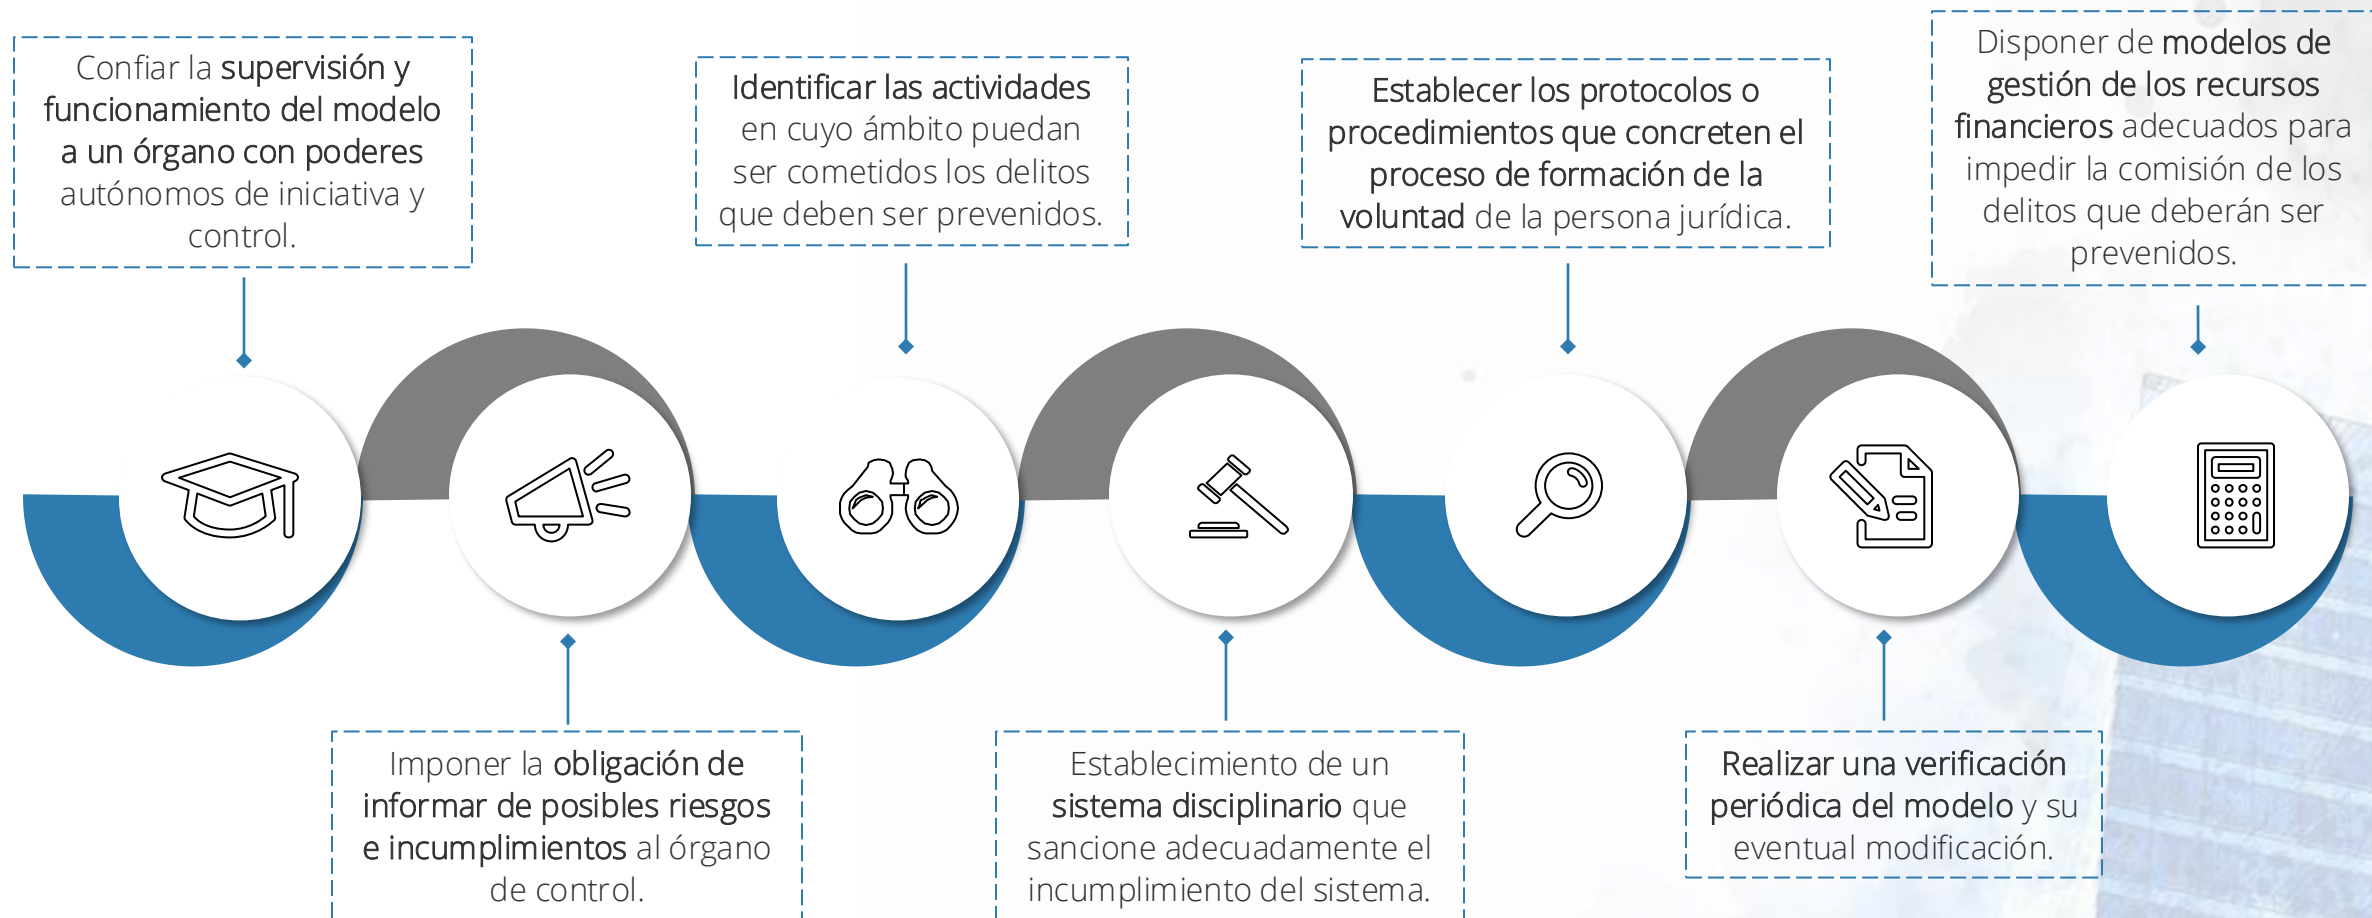 Confiar la supervisión y
funcionamiento del modelo
a un órgano con poderes
autónomos de iniciativa y
control.
Imponer la obligación de
informar de posibles riesgos
e incumplimientos al órgano
de control.
Identificar las actividades
en cuyo ámbito puedan
ser cometidos los delitos
que deben ser prevenidos.
Establecimiento de un
sistema disciplinario que
sancione adecuadamente el
incumplimiento del sistema.
Establecer los protocolos o
procedimientos que concreten el
proceso de formación de la
voluntad de la persona jurídica.
Realizar una verificación
periódica del modelo y su
eventual modificación.
Disponer de modelos de
gestión de los recursos
financieros adecuados para
impedir la comisión de los
delitos que deberán ser
prevenidos.